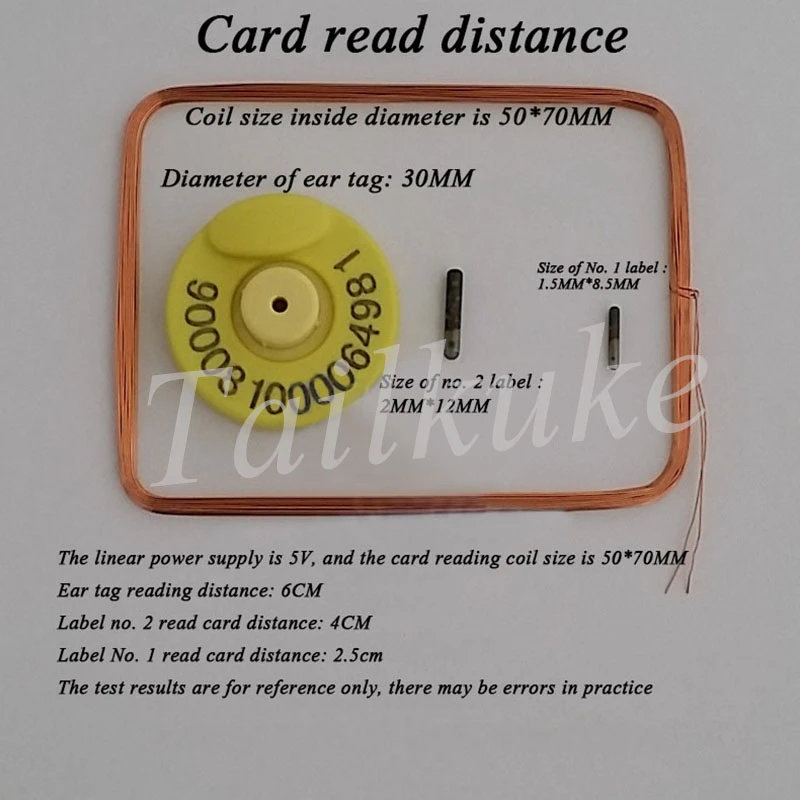 Card read distance
Coil size inside diameter is 50*70MM
Diameter of ear tag: 30MM
Size of No. 1 label :
1.5MM*8.5MM
90003100006498​1
Size of no. 2 label :
2MM*12MM
Tailkuke
The linear power supply is 5V, and the card reading coil size is 50*70MM
Ear tag reading distance: 6CM
Label no. 2 read card distance: 4CM
Label No. 1 read card distance: 2.5cm
The test results are for reference only, there may be errors in practice